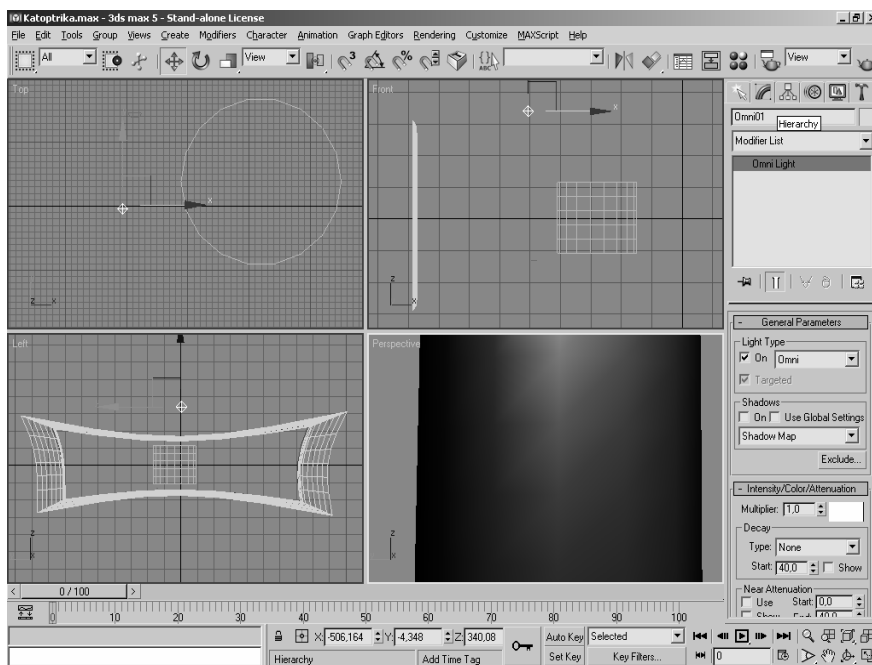 Katoptrika.max - 3ds max 5 - Stand-alone License
File Edit Tools Group Views Create Modifiers Character Animation Graph Editors Rendering Customize MAXScript Help
All View View
Top
x
z x
Front
x
z
x
Left
z
x
Perspective
Omni01
Hierarchy
Modifier List
Omni Light
- General Parameters
Light Type
On Omni
Targeted
Shadows
On Use Global Settings
Shadow Map
Exclude...
- Intensity/Color/Attenuation
Multiplier: 1,0
Decay
Type: None
Start: 40,0 Show
Near Attenuation
Use Start: 0,0
Show End: 40,0
< 0 / 100 >
0 10 20 30 40 50 60 70 80 90 100
X: -506,164 Y: -4,348 Z: 340,08
Auto Key Selected
Hierarchy Add Time Tag Set Key Key Filters... 0